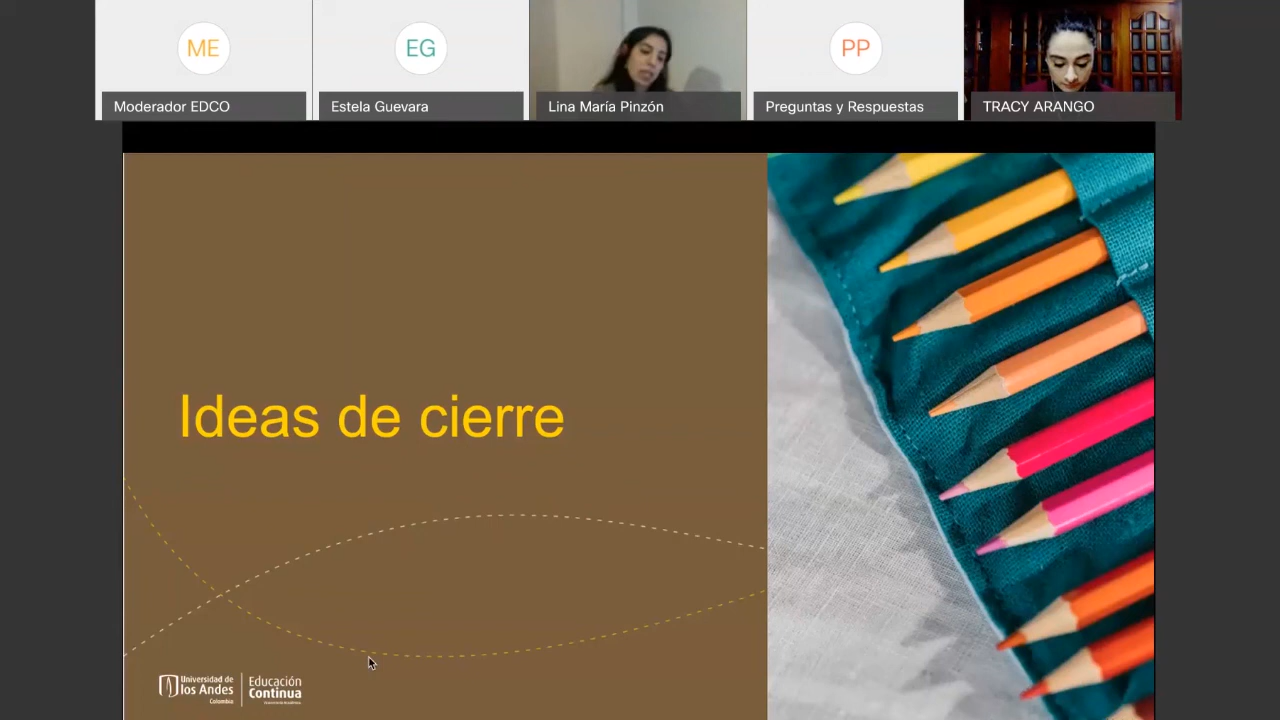 ME
EG
PP
Moderador EDCO
Estela Guevara
Lina María Pinzón
Preguntas y Respuestas
TRACY ARANGO
Ideas de cierre
Universidad de
los Andes
Colombia
Educación
Continua